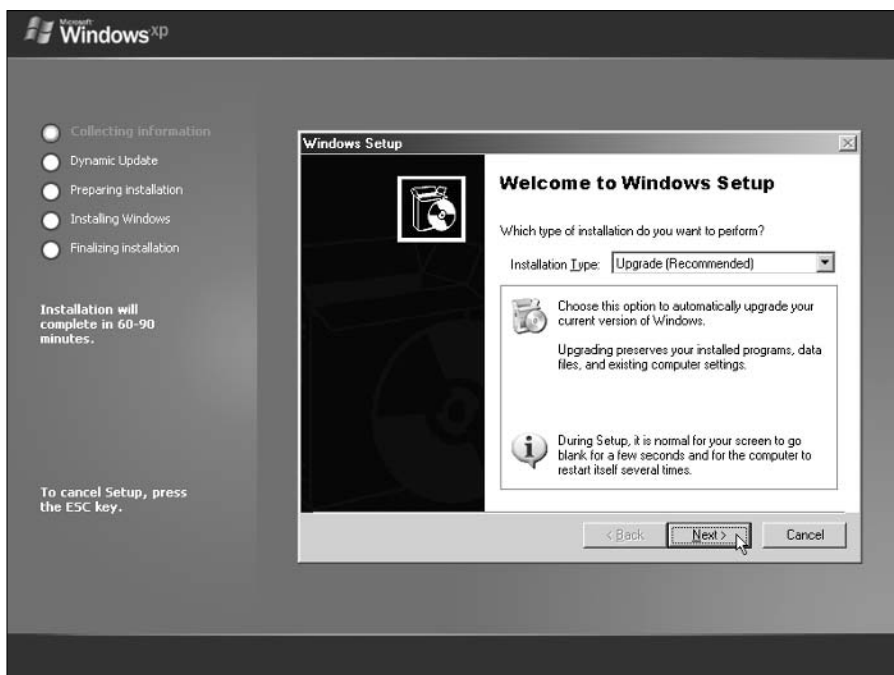 Microsoft
Windows xp
Collecting information
Dynamic Update
Preparing installation
Installing Windows
Finalizing installation
Installation will
complete in 60-90
minutes.
To cancel Setup, press
the ESC key.
Windows Setup
Welcome to Windows Setup
Which type of installation do you want to perform?
Installation Type: Upgrade (Recommended)
Choose this option to automatically upgrade your
current version of Windows.
Upgrading preserves your installed programs, data
files, and existing computer settings.
During Setup, it is normal for your screen to go
blank for a few seconds and for the computer to
restart itself several times.
< Back Next > Cancel